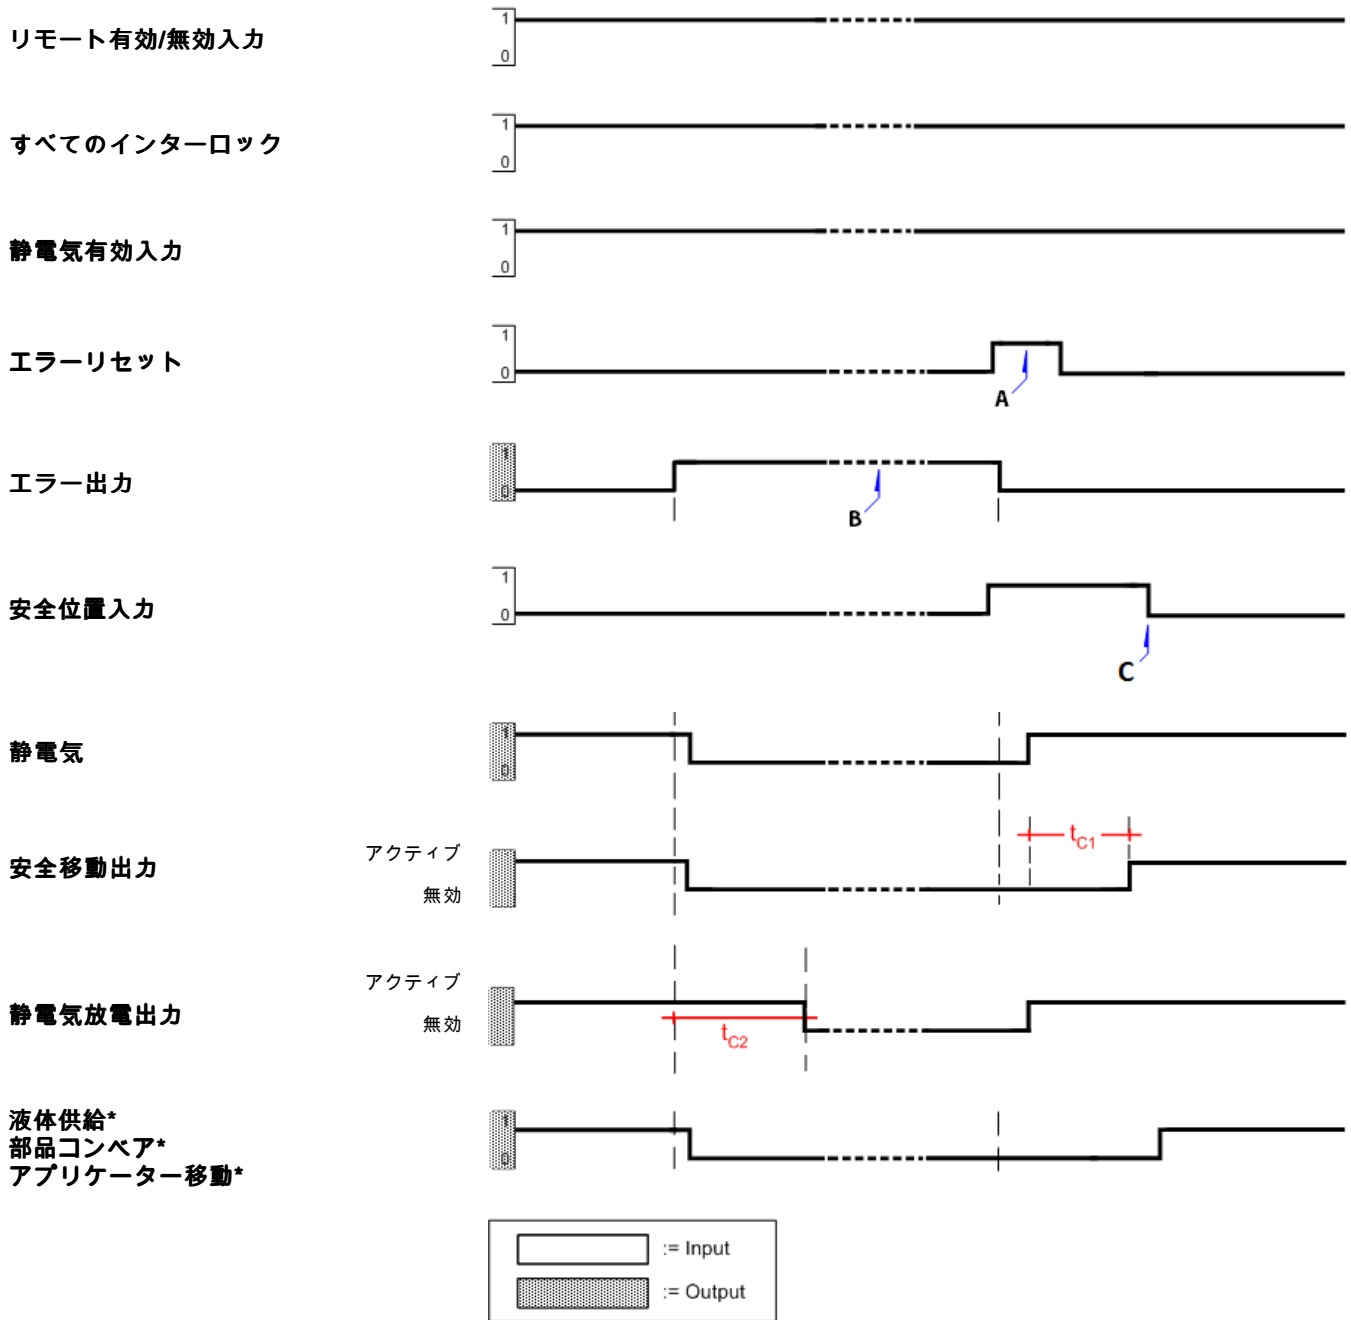 リモート有効/無効入力
1
0
すべてのインターロック
1
0
静電気有効入力
1
0
エラーリセット
1
0
A
エラー出力
1
0
B
安全位置入力
1
0
C
静電気
1
0
安全移動出力
アクティブ
無効
tC1
静電気放電出力
アクティブ
無効
tC2
液体供給*
部品コンベア*
アプリケーター移動*
1
0
:= Input
:= Output